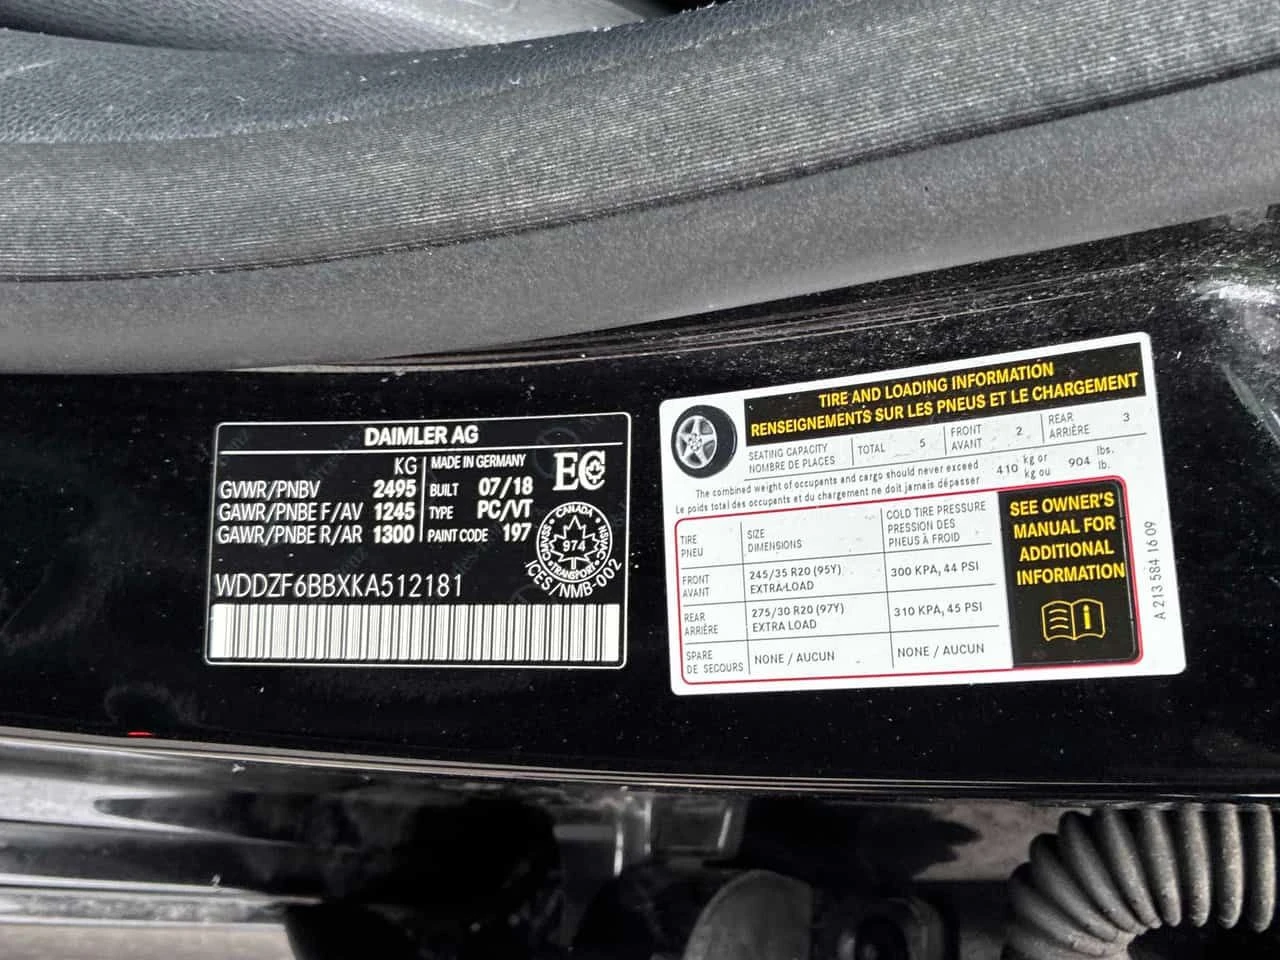 DAIMLER AG
KG
GVWR/PNBV 2495
GAWR/PNBE F/AV 1245
GAWR/PNBE R/AR 1300
MADE IN GERMANY
BUILT 07/18
TYPE PC/VT
PAINT CODE 197
EC
CANADA
974
TRANSPORT
ICES/NMB-002
WDDZF6BBXKA512181
TIRE AND LOADING INFORMATION
RENSEIGNEMENTS SUR LES PNEUS ET LE CHARGEMENT
SEATING CAPACITY
NOMBRE DE PLACES
TOTAL 5
FRONT
AVANT 2
REAR
ARRIÈRE 3
The combined weight of occupants and cargo should never exceed
Le poids total des occupants et du chargement ne doit jamais dépasser
410 kg or
kg ou
904 lbs.
lb.
TIRE
PNEU
SIZE
DIMENSIONS
COLD TIRE PRESSURE
PRESSION DES
PNEUS À FROID
FRONT
AVANT
245/35 R20 (95Y)
EXTRA LOAD
300 KPA, 44 PSI
REAR
ARRIÈRE
275/30 R20 (97Y)
EXTRA LOAD
310 KPA, 45 PSI
SPARE
DE SECOURS
NONE / AUCUN
NONE / AUCUN
SEE OWNER'S
MANUAL FOR
ADDITIONAL
INFORMATION
i
A 213 584 16 09